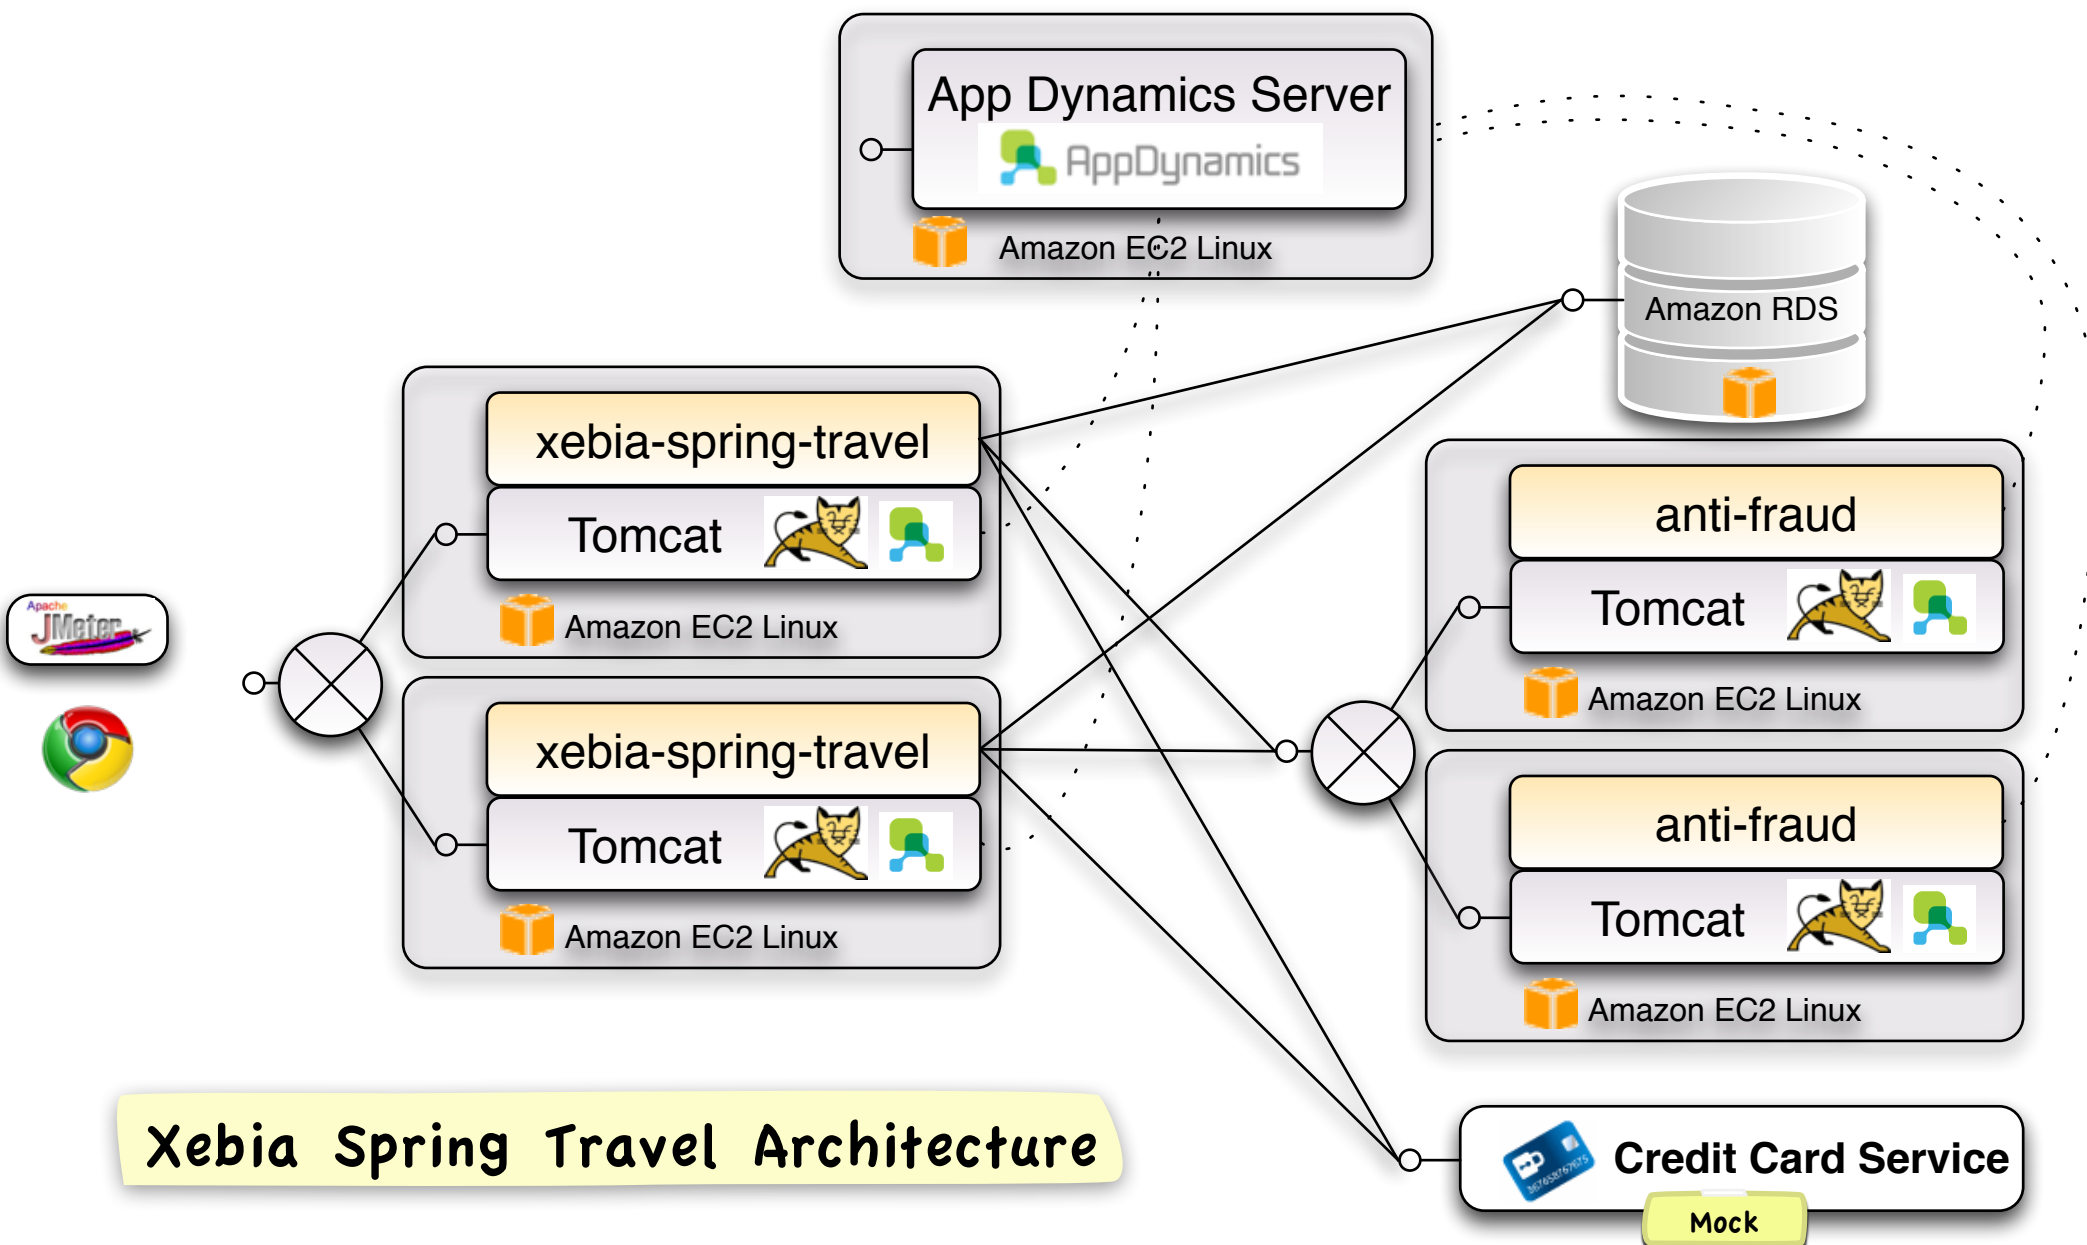 App Dynamics Server
AppDynamics
Amazon EC2 Linux
Amazon RDS
xebia-spring-travel
Tomcat
Amazon EC2 Linux
anti-fraud
Tomcat
Amazon EC2 Linux
Apache
JMeter
xebia-spring-travel
Tomcat
Amazon EC2 Linux
anti-fraud
Tomcat
Amazon EC2 Linux
Xebia Spring Travel Architecture
Credit Card Service
Mock